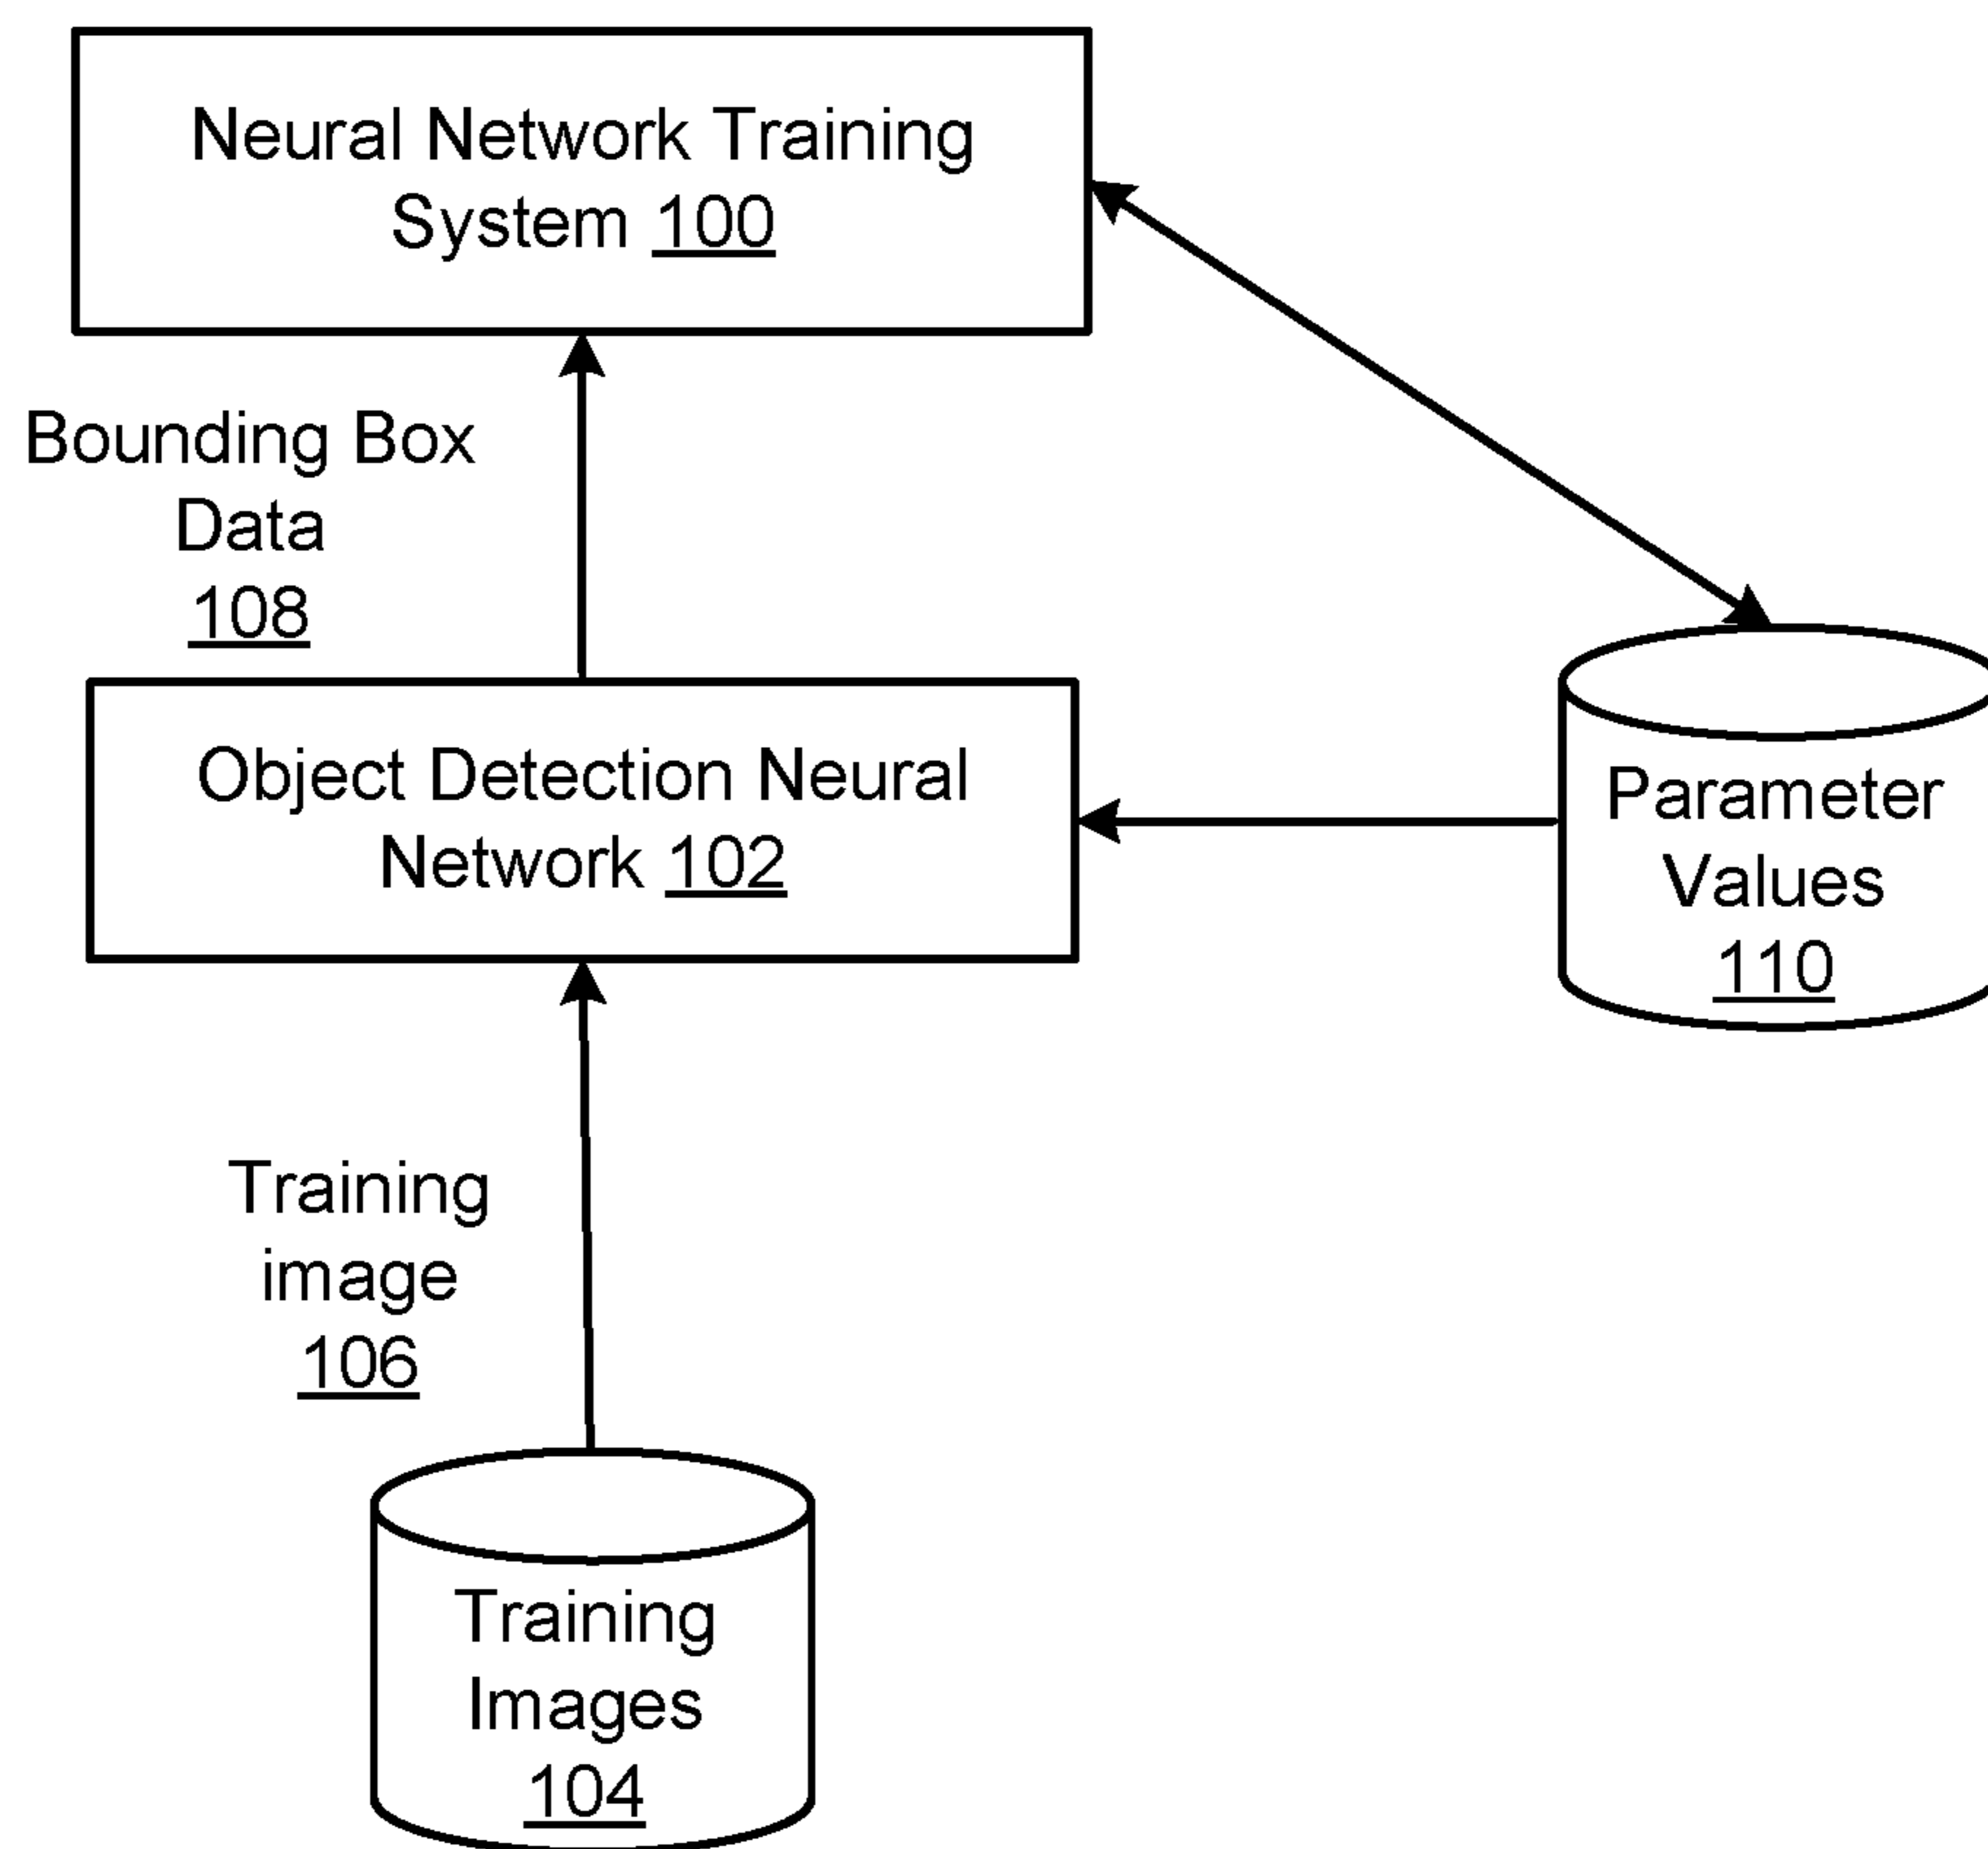 Neural Network Training
System 100
Bounding Box
Data
108
Object Detection Neural
Network 102
Parameter
Values
110
Training
image
106
Training
Images
104